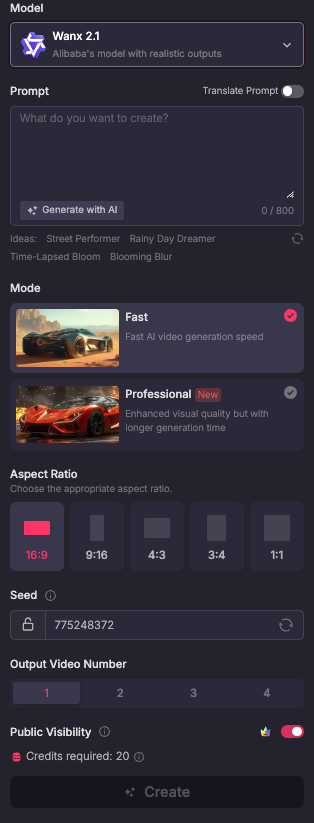 Model
Wanx 2.1
Alibaba's model with realistic outputs
Prompt Translate Prompt
What do you want to create?
Generate with AI 0 / 800
Ideas: Street Performer Rainy Day Dreamer
Time-Lapsed Bloom Blooming Blur
Mode
Fast
Fast AI video generation speed
Professional New
Enhanced visual quality but with
longer generation time
Aspect Ratio
Choose the appropriate aspect ratio.
16:9 9:16 4:3 3:4 1:1
Seed
775248372
Output Video Number
1 2 3 4
Public Visibility
Credits required: 20
Create